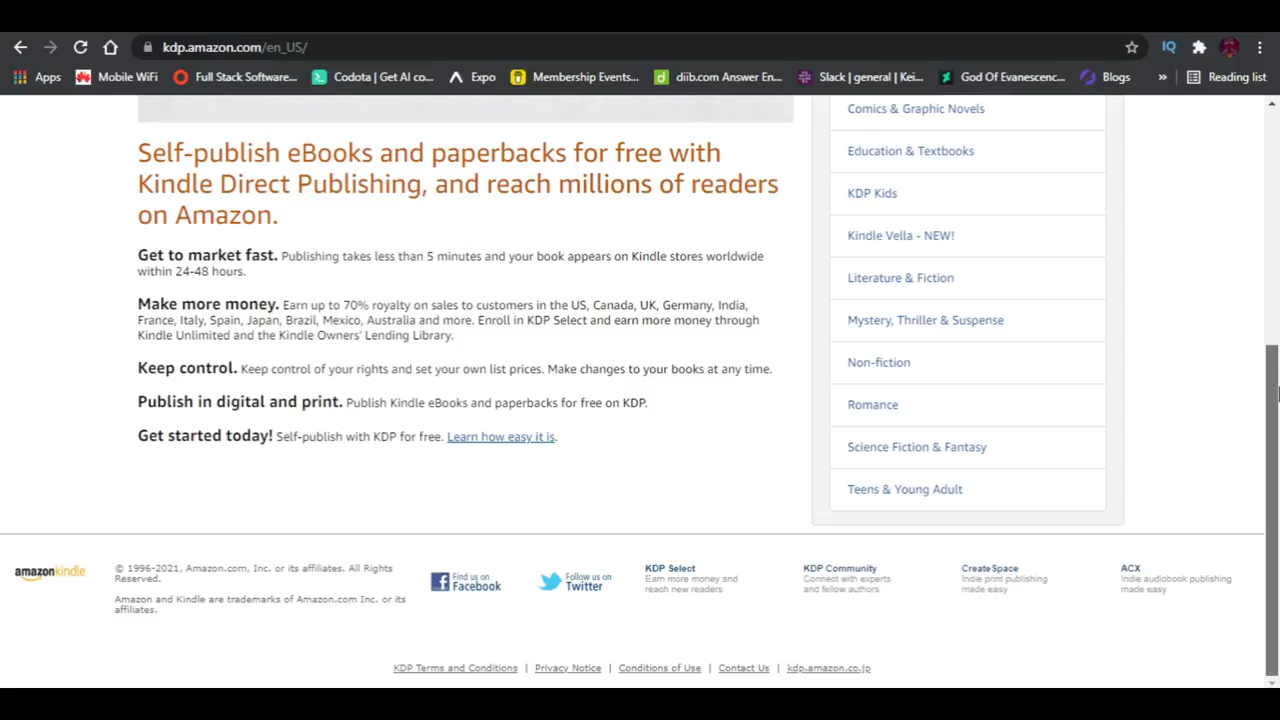 kdp.amazon.com/en_US/
IQ
Apps
Mobile WiFi
Full Stack Software...
Codota | Get AI co...
Expo
Membership Events...
diib.com Answer En...
Slack | general | Kei...
God Of Evanescenc...
Blogs
»
Reading list
Self-publish eBooks and paperbacks for free with
Kindle Direct Publishing, and reach millions of readers
on Amazon.
Get to market fast. Publishing takes less than 5 minutes and your book appears on Kindle stores worldwide
within 24-48 hours.
Make more money. Earn up to 70% royalty on sales to customers in the US, Canada, UK, Germany, India,
France, Italy, Spain, Japan, Brazil, Mexico, Australia and more. Enroll in KDP Select and earn more money through
Kindle Unlimited and the Kindle Owners' Lending Library.
Keep control. Keep control of your rights and set your own list prices. Make changes to your books at any time.
Publish in digital and print. Publish Kindle eBooks and paperbacks for free on KDP.
Get started today! Self-publish with KDP for free. Learn how easy it is.
Comics & Graphic Novels
Education & Textbooks
KDP Kids
Kindle Vella - NEW!
Literature & Fiction
Mystery, Thriller & Suspense
Non-fiction
Romance
Science Fiction & Fantasy
Teens & Young Adult
amazonkindle
© 1996-2021, Amazon.com, Inc. or its affiliates. All Rights
Reserved.
Amazon and Kindle are trademarks of Amazon.com Inc. or its
affiliates.
Find us on
Facebook
Follow us on
Twitter
KDP Select
Earn more money and
reach new readers
KDP Community
Connect with experts
and fellow authors
CreateSpace
Indie print publishing
made easy
ACX
Indie audiobook publishing
made easy
KDP Terms and Conditions | Privacy Notice | Conditions of Use | Contact Us | kdp.amazon.co.jp